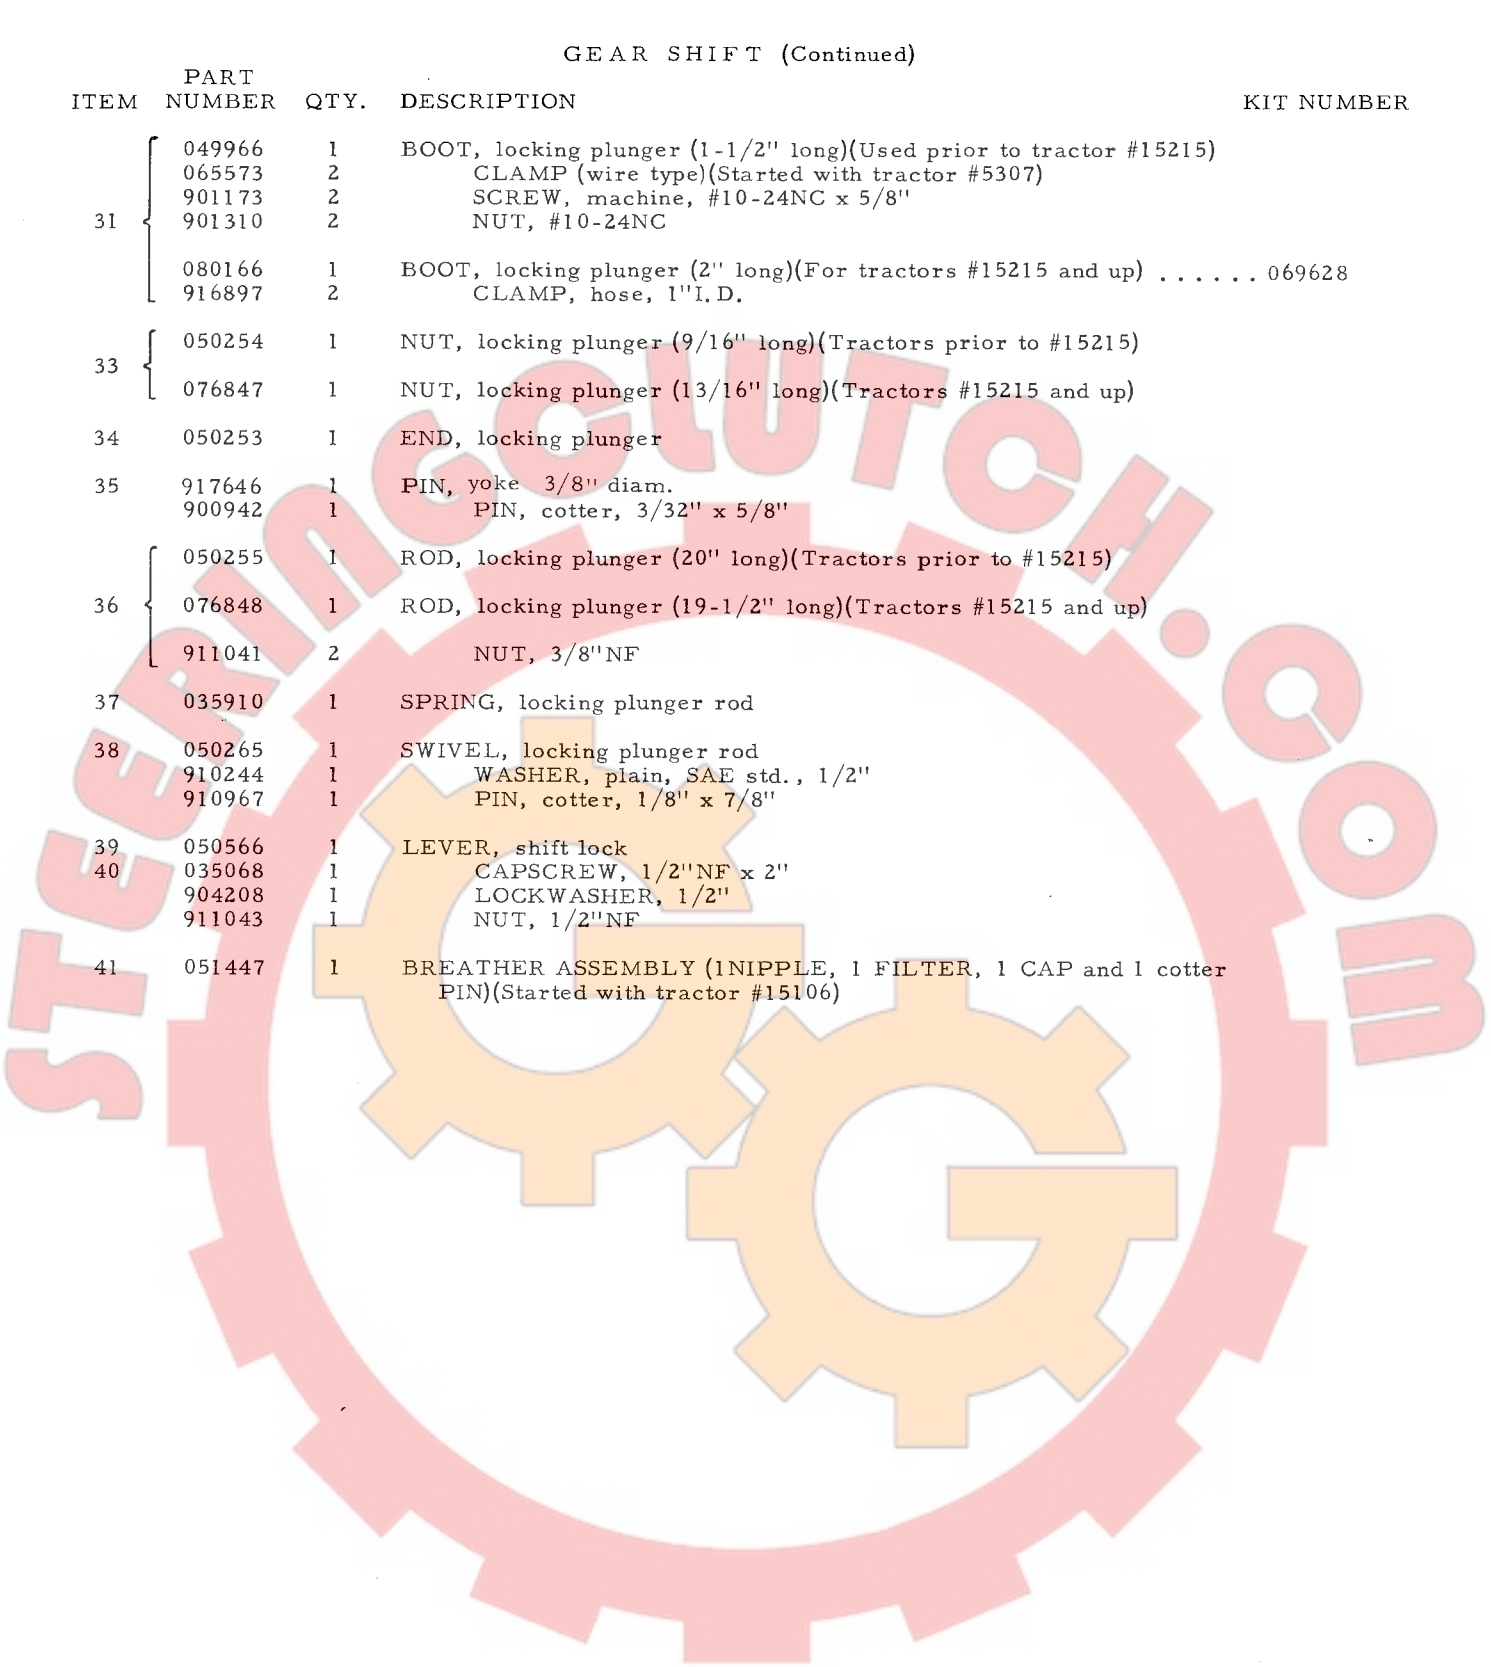 GEAR SHIFT (Continued)
PART
ITEM NUMBER QTY. DESCRIPTION KIT NUMBER
049966 1 BOOT, locking plunger (1-1/2" long)(Used prior to tractor #15215)
065573 2 CLAMP (wire type)(Started with tractor #5307)
901173 2 SCREW, machine, #10-24NC x 5/8"
31 901310 2 NUT, #10-24NC
080166 1 BOOT, locking plunger (2" long)(For tractors #15215 and up) ...... 069628
916897 2 CLAMP, hose, 1"I.D.
050254 1 NUT, locking plunger (9/16" long)(Tractors prior to #15215)
33
076847 1 NUT, locking plunger (13/16" long)(Tractors #15215 and up)
34 050253 1 END, locking plunger
35 917646 1 PIN, yoke 3/8" diam.
900942 1 PIN, cotter, 3/32" x 5/8"
050255 1 ROD, locking plunger (20" long)(Tractors prior to #15215)
36 076848 1 ROD, locking plunger (19-1/2" long)(Tractors #15215 and up)
911041 2 NUT, 3/8"NF
37 035910 1 SPRING, locking plunger rod
38 050265 1 SWIVEL, locking plunger rod
910244 1 WASHER, plain, SAE std., 1/2"
910967 1 PIN, cotter, 1/8" x 7/8"
39 050566 1 LEVER, shift lock
40 035068 1 CAPSCREW, 1/2"NF x 2"
904208 1 LOCKWASHER, 1/2"
911043 1 NUT, 1/2"NF
41 051447 1 BREATHER ASSEMBLY (1NIPPLE, 1 FILTER, 1 CAP and 1 cotter
PIN)(Started with tractor #15106)
STEERINGCLUTCH.COM
GG